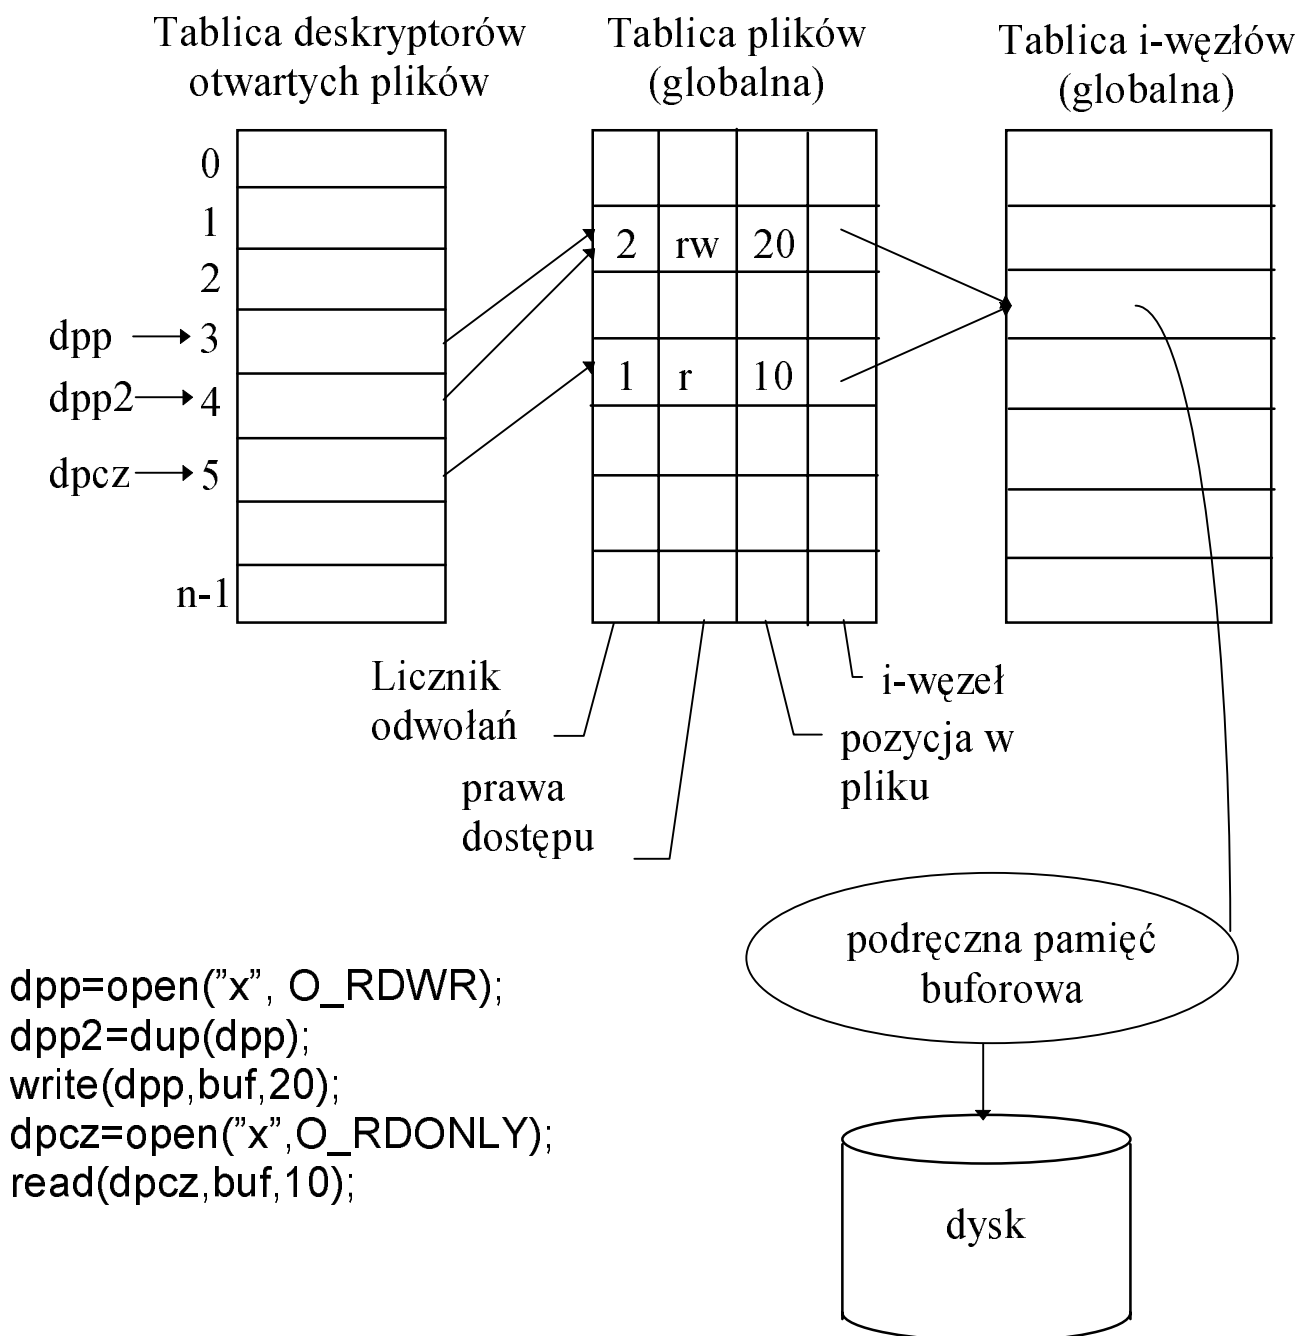 Tablica deskryptorów
otwartych plików
Tablica plików
(globalna)
Tablica i-węzłów
(globalna)
0
1
2
dpp 3
dpp2 4
dpcz 5
n-1
2 rw 20
1 r 10
Licznik
odwołań
prawa
dostępu
i-węzeł
pozycja w
pliku
podręczna pamięć
buforowa
dysk
dpp=open(”x”, O_RDWR);
dpp2=dup(dpp);
write(dpp,buf,20);
dpcz=open(”x”,O_RDONLY);
read(dpcz,buf,10);